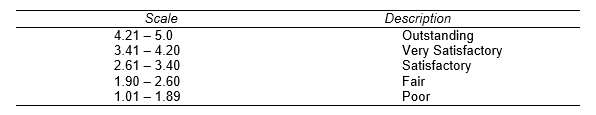 Scale Description
4.21 – 5.0 Outstanding
3.41 – 4.20 Very Satisfactory
2.61 – 3.40 Satisfactory
1.90 – 2.60 Fair
1.01 – 1.89 Poor